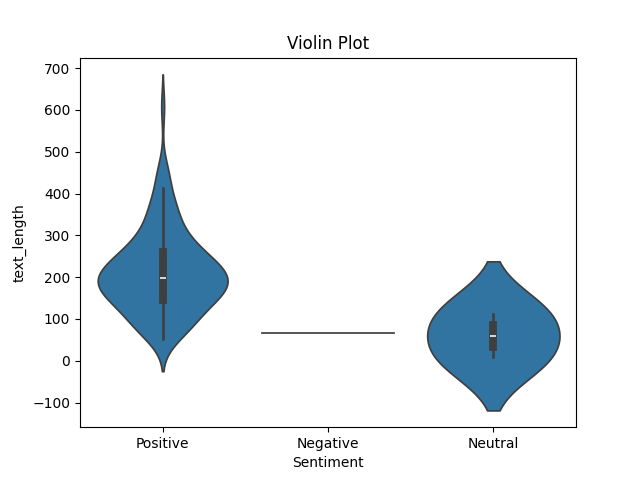 Violin Plot
700
600
500
400
300
200
100
0
−100
text_length
Positive
Negative
Neutral
Sentiment